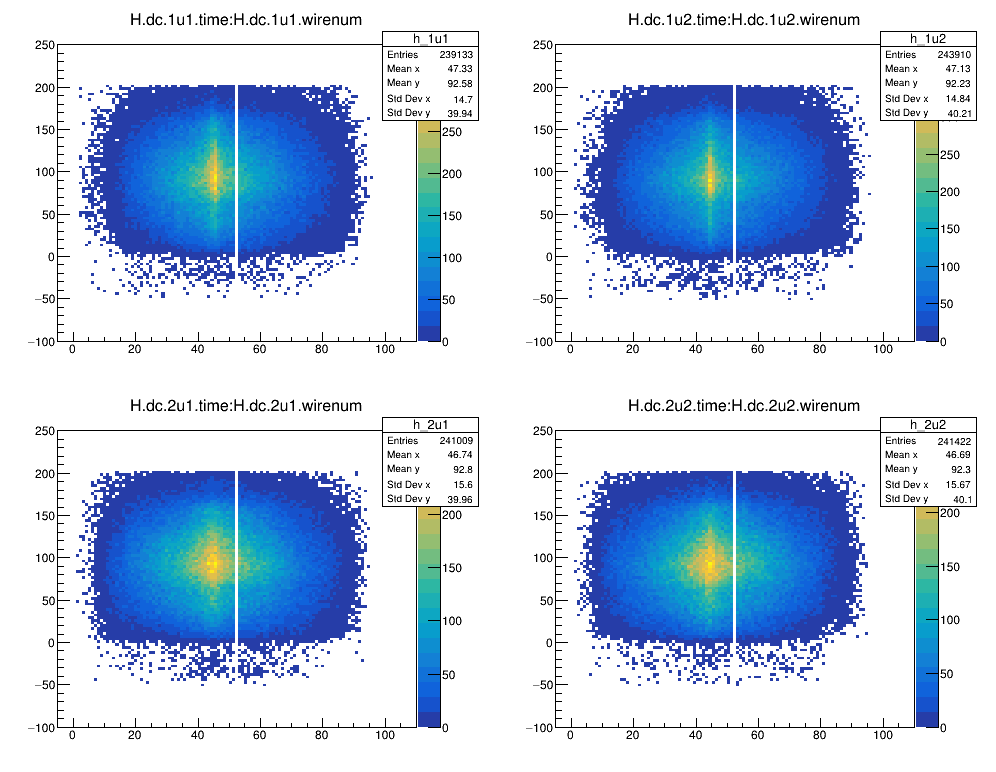 H.dc.1u1.time:H.dc.1u1.wirenum
h_1u1
Entries 239133
Mean x 47.33
Mean y 92.58
Std Dev x 14.7
Std Dev y 39.94
250
200
150
100
50
0
−50
−100
0 20 40 60 80 100
250
200
150
100
50
0
H.dc.1u2.time:H.dc.1u2.wirenum
h_1u2
Entries 243910
Mean x 47.13
Mean y 92.23
Std Dev x 14.84
Std Dev y 40.21
250
200
150
100
50
0
−50
−100
0 20 40 60 80 100
250
200
150
100
50
0
H.dc.2u1.time:H.dc.2u1.wirenum
h_2u1
Entries 241009
Mean x 46.74
Mean y 92.8
Std Dev x 15.6
Std Dev y 39.96
250
200
150
100
50
0
−50
−100
0 20 40 60 80 100
200
150
100
50
0
H.dc.2u2.time:H.dc.2u2.wirenum
h_2u2
Entries 241422
Mean x 46.69
Mean y 92.3
Std Dev x 15.67
Std Dev y 40.1
250
200
150
100
50
0
−50
−100
0 20 40 60 80 100
200
150
100
50
0